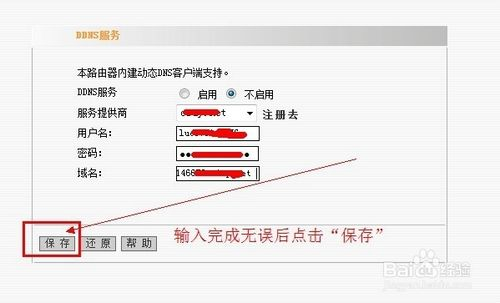 DDNS服务
本路由器内建动态DNS客户端支持。
DDNS服务 启用 不启用
服务提供商 注册去
用户名:
密码:
域名:
保存 还原 帮助 输入完成无误后点击“保存”
Baidu经验
jingyan.baidu.com